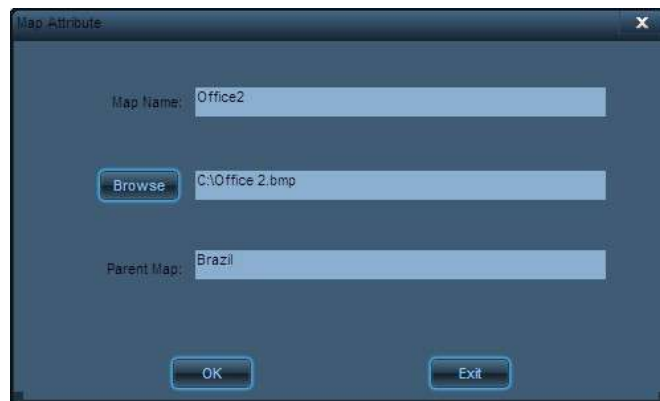 Map Attribute
X
Map Name: Office2
Browse C:\Office 2.bmp
Parent Map: Brazil
OK Exit